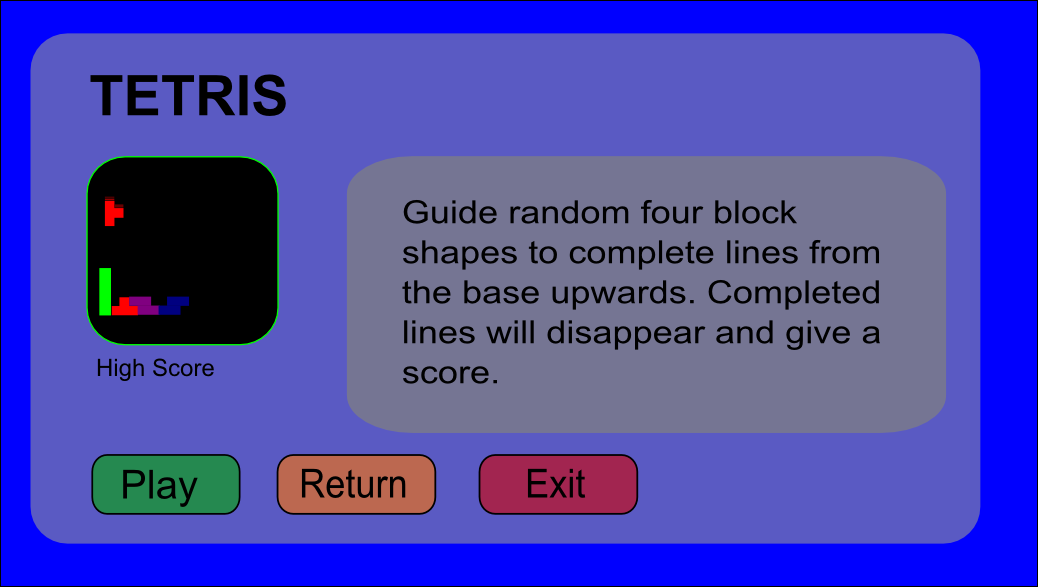 TETRIS
Guide random four block
shapes to complete lines from
the base upwards. Completed
lines will disappear and give a
score.
High Score
Play
Return
Exit